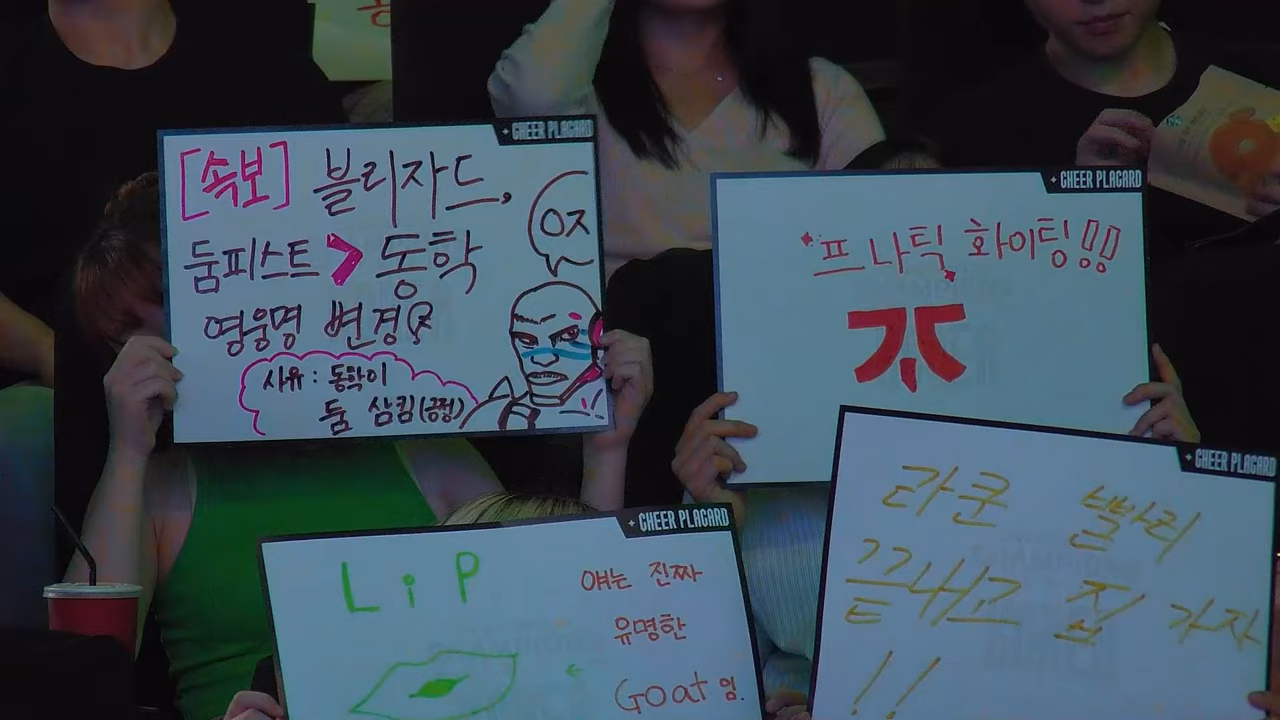 CHEER PLACARD
[속보] 블리자드,
둠피스트 > 동학
영웅명 변경?
사유 : 동학이
둠 삼킴(긍정)
CHEER PLACARD
프나틱 화이팅!!!
CHEER PLACARD
LiP
얘는 진짜
유명한
Goat 임.
CHEER PLACARD
라쿤 빨리
끝내고 집 가자
!!